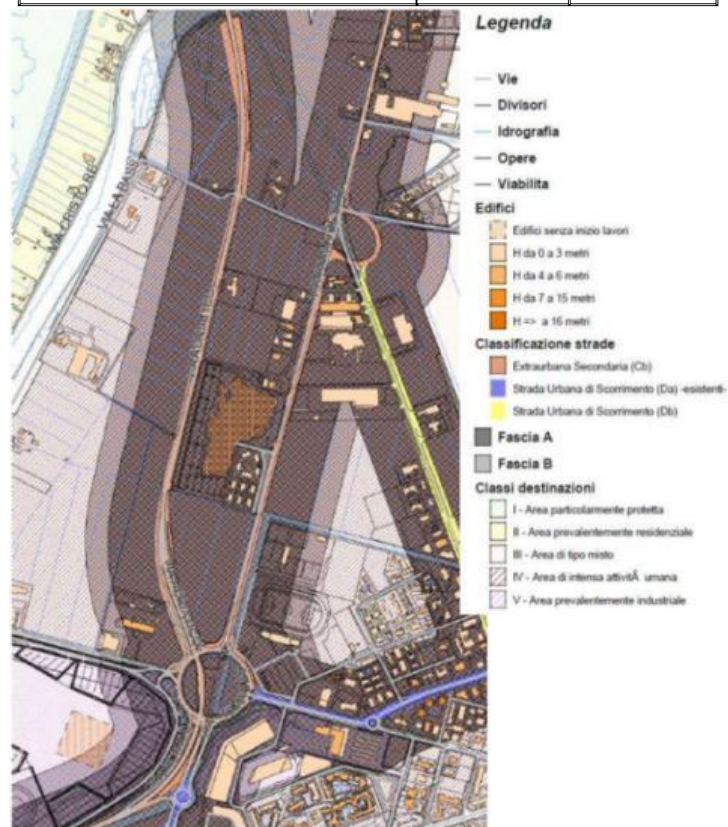 Legenda
Vie
Divisori
Idrografia
Opere
Viabilita
Edifici
Edifici senza inizio lavori
H da 0 a 3 metri
H da 4 a 6 metri
H da 7 a 15 metri
H => a 16 metri
Classificazione strade
Extraurbana Secondaria (Cb)
Strada Urbana di Scorrimento (Da) -esistenti-
Strada Urbana di Scorrimento (Db)
Fascia A
Fascia B
Classi destinazioni
I - Area particolarmente protetta
II - Area prevalentemente residenziale
III - Area di tipo misto
IV - Area di intensa attivitÃ umana
V - Area prevalentemente industriale
VIA CRISTO RE